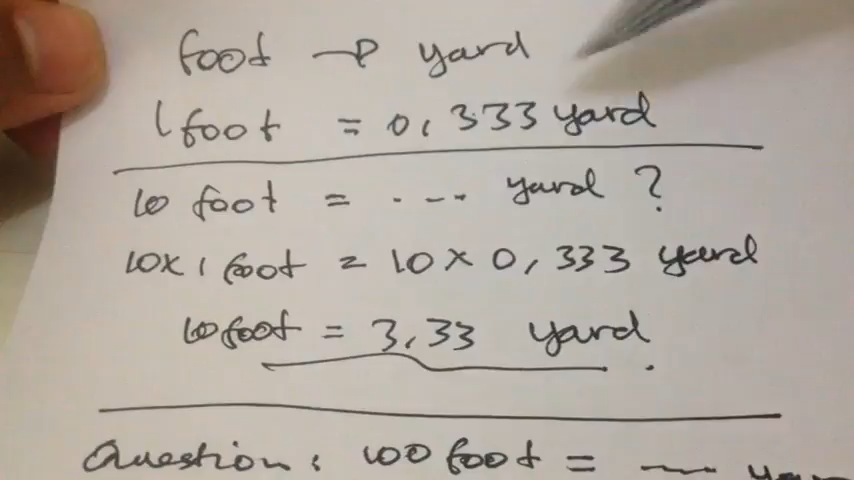 foot → yard
1 foot = 0,333 yard
10 foot = .--- yard ?
10x1 foot = 10 x 0,333 yard
10 foot = 3,33 yard.
Question: 100 foot = ---